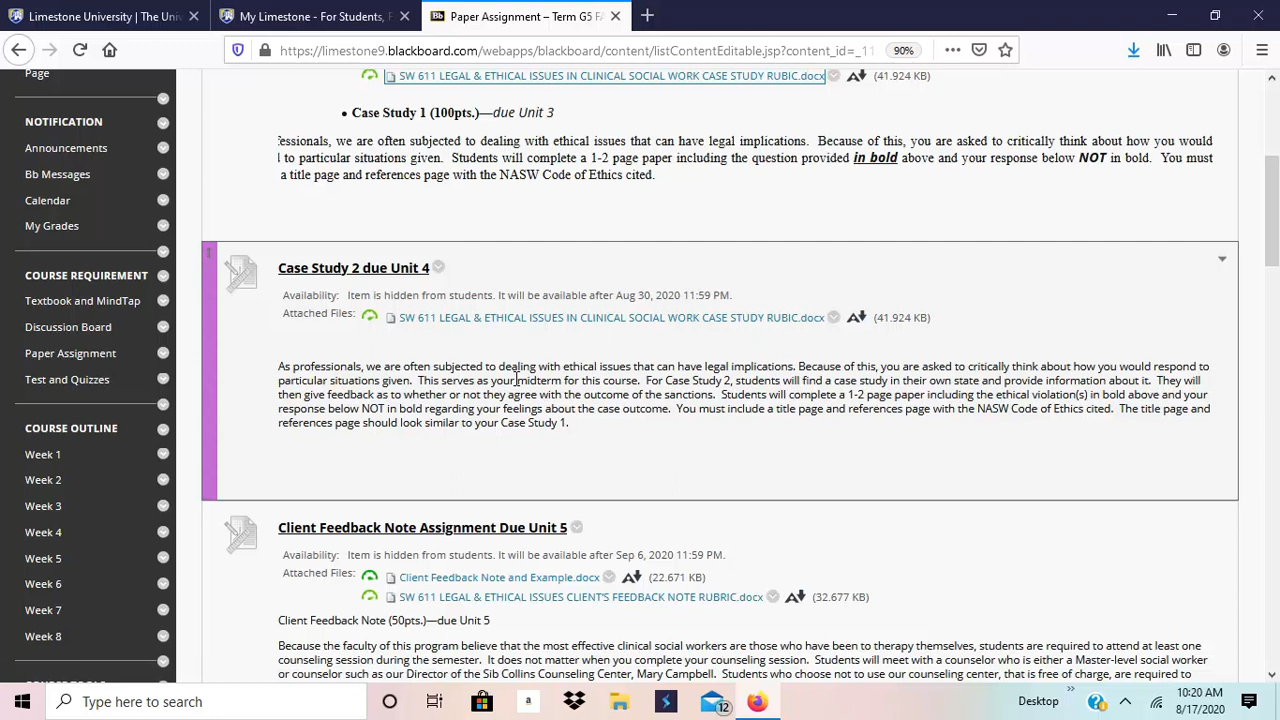 Limestone University | The Univ
My Limestone - For Students, F
Bb Paper Assignment – Term G5 FA
https://limestone9.blackboard.com/webapps/blackboard/content/listContentEditable.jsp?content_id=_11
90%
Page
NOTIFICATION
Announcements
Bb Messages
Calendar
My Grades
COURSE REQUIREMENT
Textbook and MindTap
Discussion Board
Paper Assignment
Test and Quizzes
COURSE OUTLINE
Week 1
Week 2
Week 3
Week 4
Week 5
Week 6
Week 7
Week 8
SW 611 LEGAL & ETHICAL ISSUES IN CLINICAL SOCIAL WORK CASE STUDY RUBIC.docx (41.924 KB)
• Case Study 1 (100pts.)—due Unit 3
fessionals, we are often subjected to dealing with ethical issues that can have legal implications. Because of this, you are asked to critically think about how you would
to particular situations given. Students will complete a 1-2 page paper including the question provided in bold above and your response below NOT in bold. You must
a title page and references page with the NASW Code of Ethics cited.
Case Study 2 due Unit 4
Availability: Item is hidden from students. It will be available after Aug 30, 2020 11:59 PM.
Attached Files: SW 611 LEGAL & ETHICAL ISSUES IN CLINICAL SOCIAL WORK CASE STUDY RUBIC.docx (41.924 KB)
As professionals, we are often subjected to dealing with ethical issues that can have legal implications. Because of this, you are asked to critically think about how you would respond to
particular situations given. This serves as your midterm for this course. For Case Study 2, students will find a case study in their own state and provide information about it. They will
then give feedback as to whether or not they agree with the outcome of the sanctions. Students will complete a 1-2 page paper including the ethical violation(s) in bold above and your
response below NOT in bold regarding your feelings about the case outcome. You must include a title page and references page with the NASW Code of Ethics cited. The title page and
references page should look similar to your Case Study 1.
Client Feedback Note Assignment Due Unit 5
Availability: Item is hidden from students. It will be available after Sep 6, 2020 11:59 PM.
Attached Files: Client Feedback Note and Example.docx (22.671 KB)
SW 611 LEGAL & ETHICAL ISSUES CLIENT'S FEEDBACK NOTE RUBRIC.docx (32.677 KB)
Client Feedback Note (50pts.)—due Unit 5
Because the faculty of this program believe that the most effective clinical social workers are those who have been to therapy themselves, students are required to attend at least one
counseling session during the semester. It does not matter when you complete your counseling session. Students will meet with a counselor who is either a Master-level social worker
or counselor such as our Director of the Sib Collins Counseling Center, Mary Campbell. Students who choose not to use our counseling center, that is free of charge, are required to
Type here to search
a
12
Desktop
10:20 AM
8/17/2020